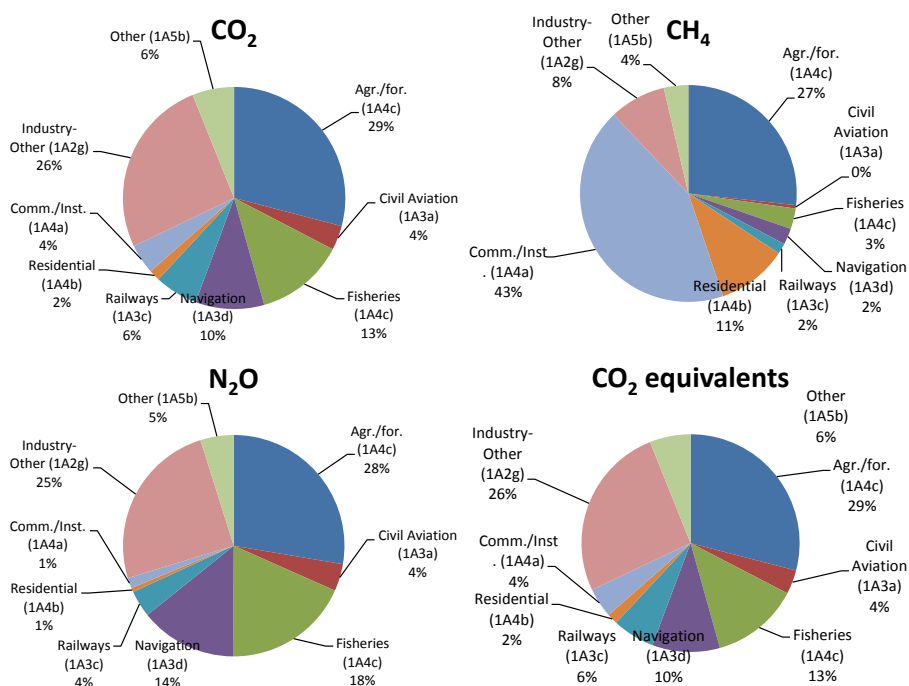 CO2
Other (1A5b)
6%
Agr./for.
(1A4c)
29%
Civil Aviation
(1A3a)
4%
Fisheries
(1A4c)
13%
Navigation
(1A3d)
10%
Railways
(1A3c)
6%
Residential
(1A4b)
2%
Comm./Inst.
(1A4a)
4%
Industry-
Other (1A2g)
26%
CH4
Other
(1A5b)
4%
Agr./for.
(1A4c)
27%
Civil
Aviation
(1A3a)
0%
Fisheries
(1A4c)
3%
Navigation
(1A3d)
2%
Railways
(1A3c)
2%
Residential
(1A4b)
11%
Comm./Inst
. (1A4a)
43%
Industry-
Other
(1A2g)
8%
N2O
Other (1A5b)
5%
Agr./for.
(1A4c)
28%
Civil Aviation
(1A3a)
4%
Fisheries
(1A4c)
18%
Navigation
(1A3d)
14%
Railways
(1A3c)
4%
Residential
(1A4b)
1%
Comm./Inst.
(1A4a)
1%
Industry-
Other (1A2g)
25%
CO2 equivalents
Other
(1A5b)
6%
Agr./for.
(1A4c)
29%
Civil
Aviation
(1A3a)
4%
Fisheries
(1A4c)
13%
Navigation
(1A3d)
10%
Railways
(1A3c)
6%
Residential
(1A4b)
2%
Comm./Inst
. (1A4a)
4%
Industry-
Other
(1A2g)
26%